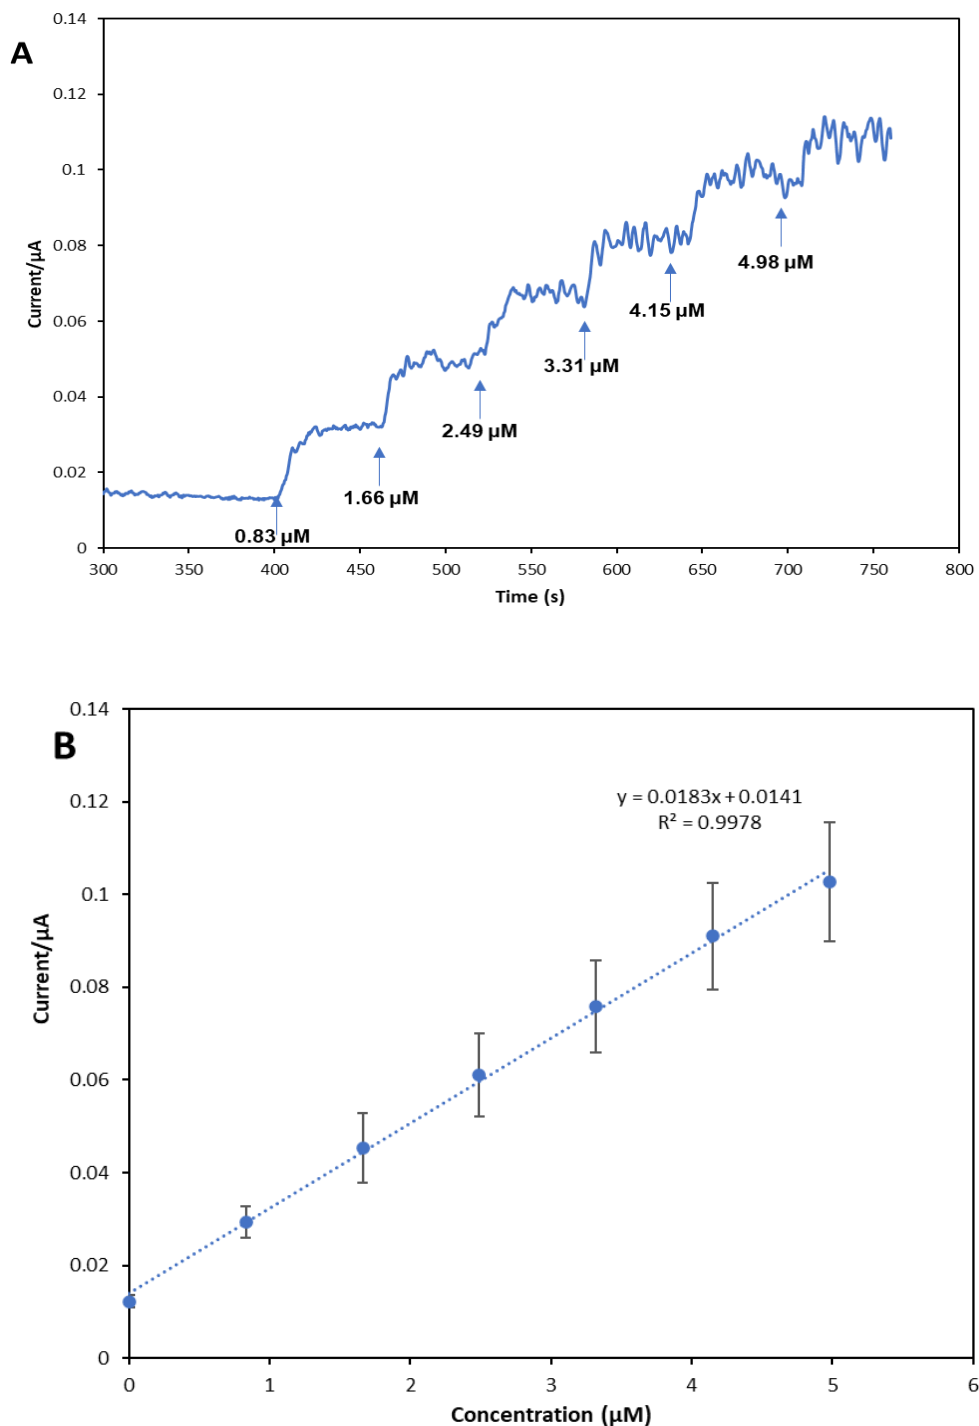 A
0.14
0.12
0.1
0.08
0.06
0.04
0.02
0
Current/µA
0.83 µM
1.66 µM
2.49 µM
3.31 µM
4.15 µM
4.98 µM
300 350 400 450 500 550 600 650 700 750 800
Time (s)
B
0.14
0.12
0.1
0.08
0.06
0.04
0.02
0
Current/µA
y = 0.0183x + 0.0141
R² = 0.9978
0 1 2 3 4 5 6
Concentration (µM)